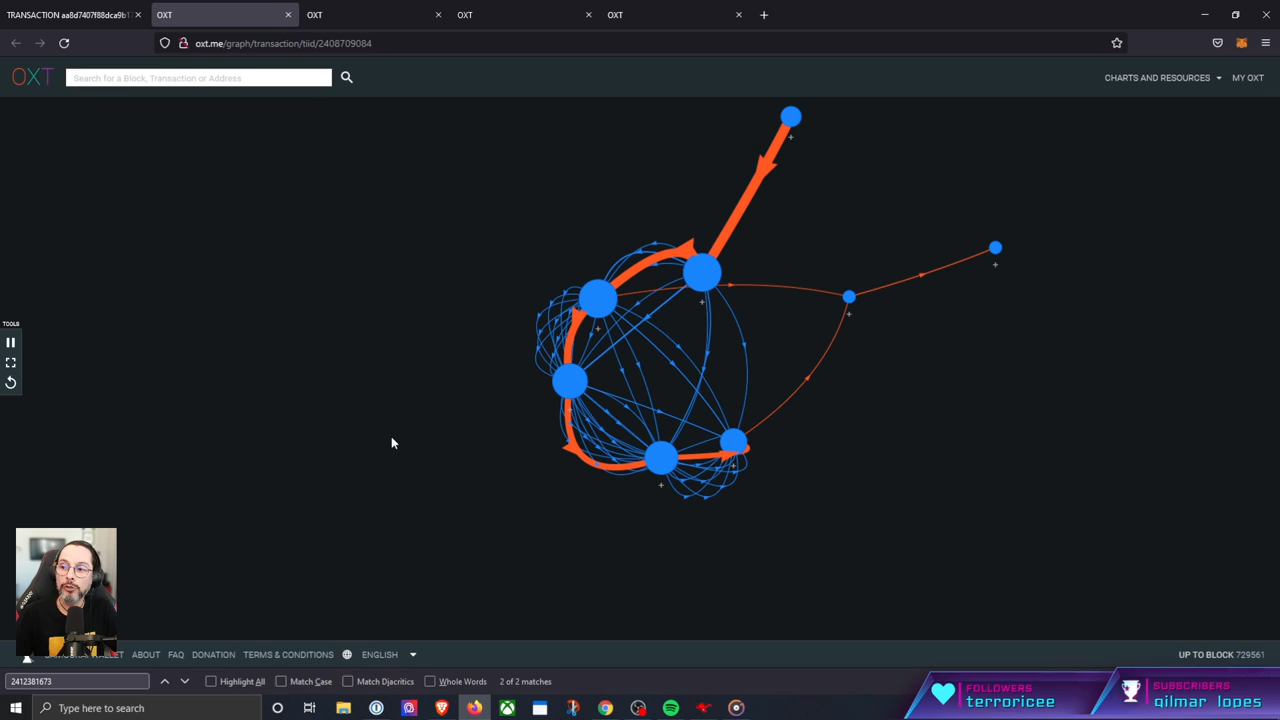 TRANSACTION aa8d7407f88dca9b1
OXT
OXT
OXT
OXT
oxt.me/graph/transaction/tiid/2408709084
OXT
Search for a Block, Transaction or Address
CHARTS AND RESOURCES
MY OXT
TOOLS
WALLET
ABOUT
FAQ
DONATION
TERMS & CONDITIONS
ENGLISH
UP TO BLOCK 729561
2412381673
Highlight All
Match Case
Match Diacritics
Whole Words
2 of 2 matches
FOLLOWERS
terroricee
SUBSCRIBERS
gilmar lopes
Type here to search